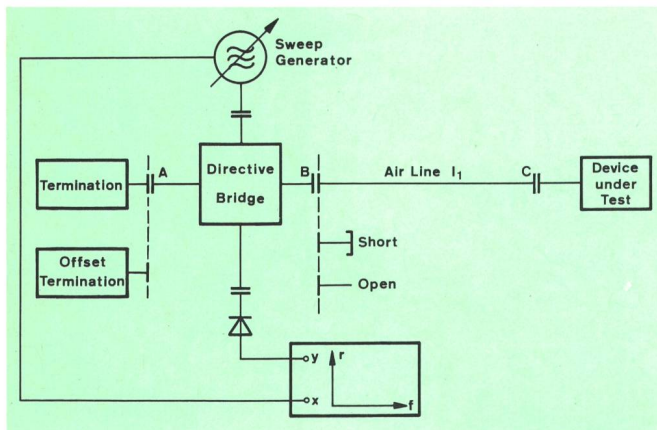 Sweep
Generator
A
B
C
Termination
Directive
Bridge
Air Line l₁
Device
under
Test
Offset
Termination
Short
Open
y
r
x
f